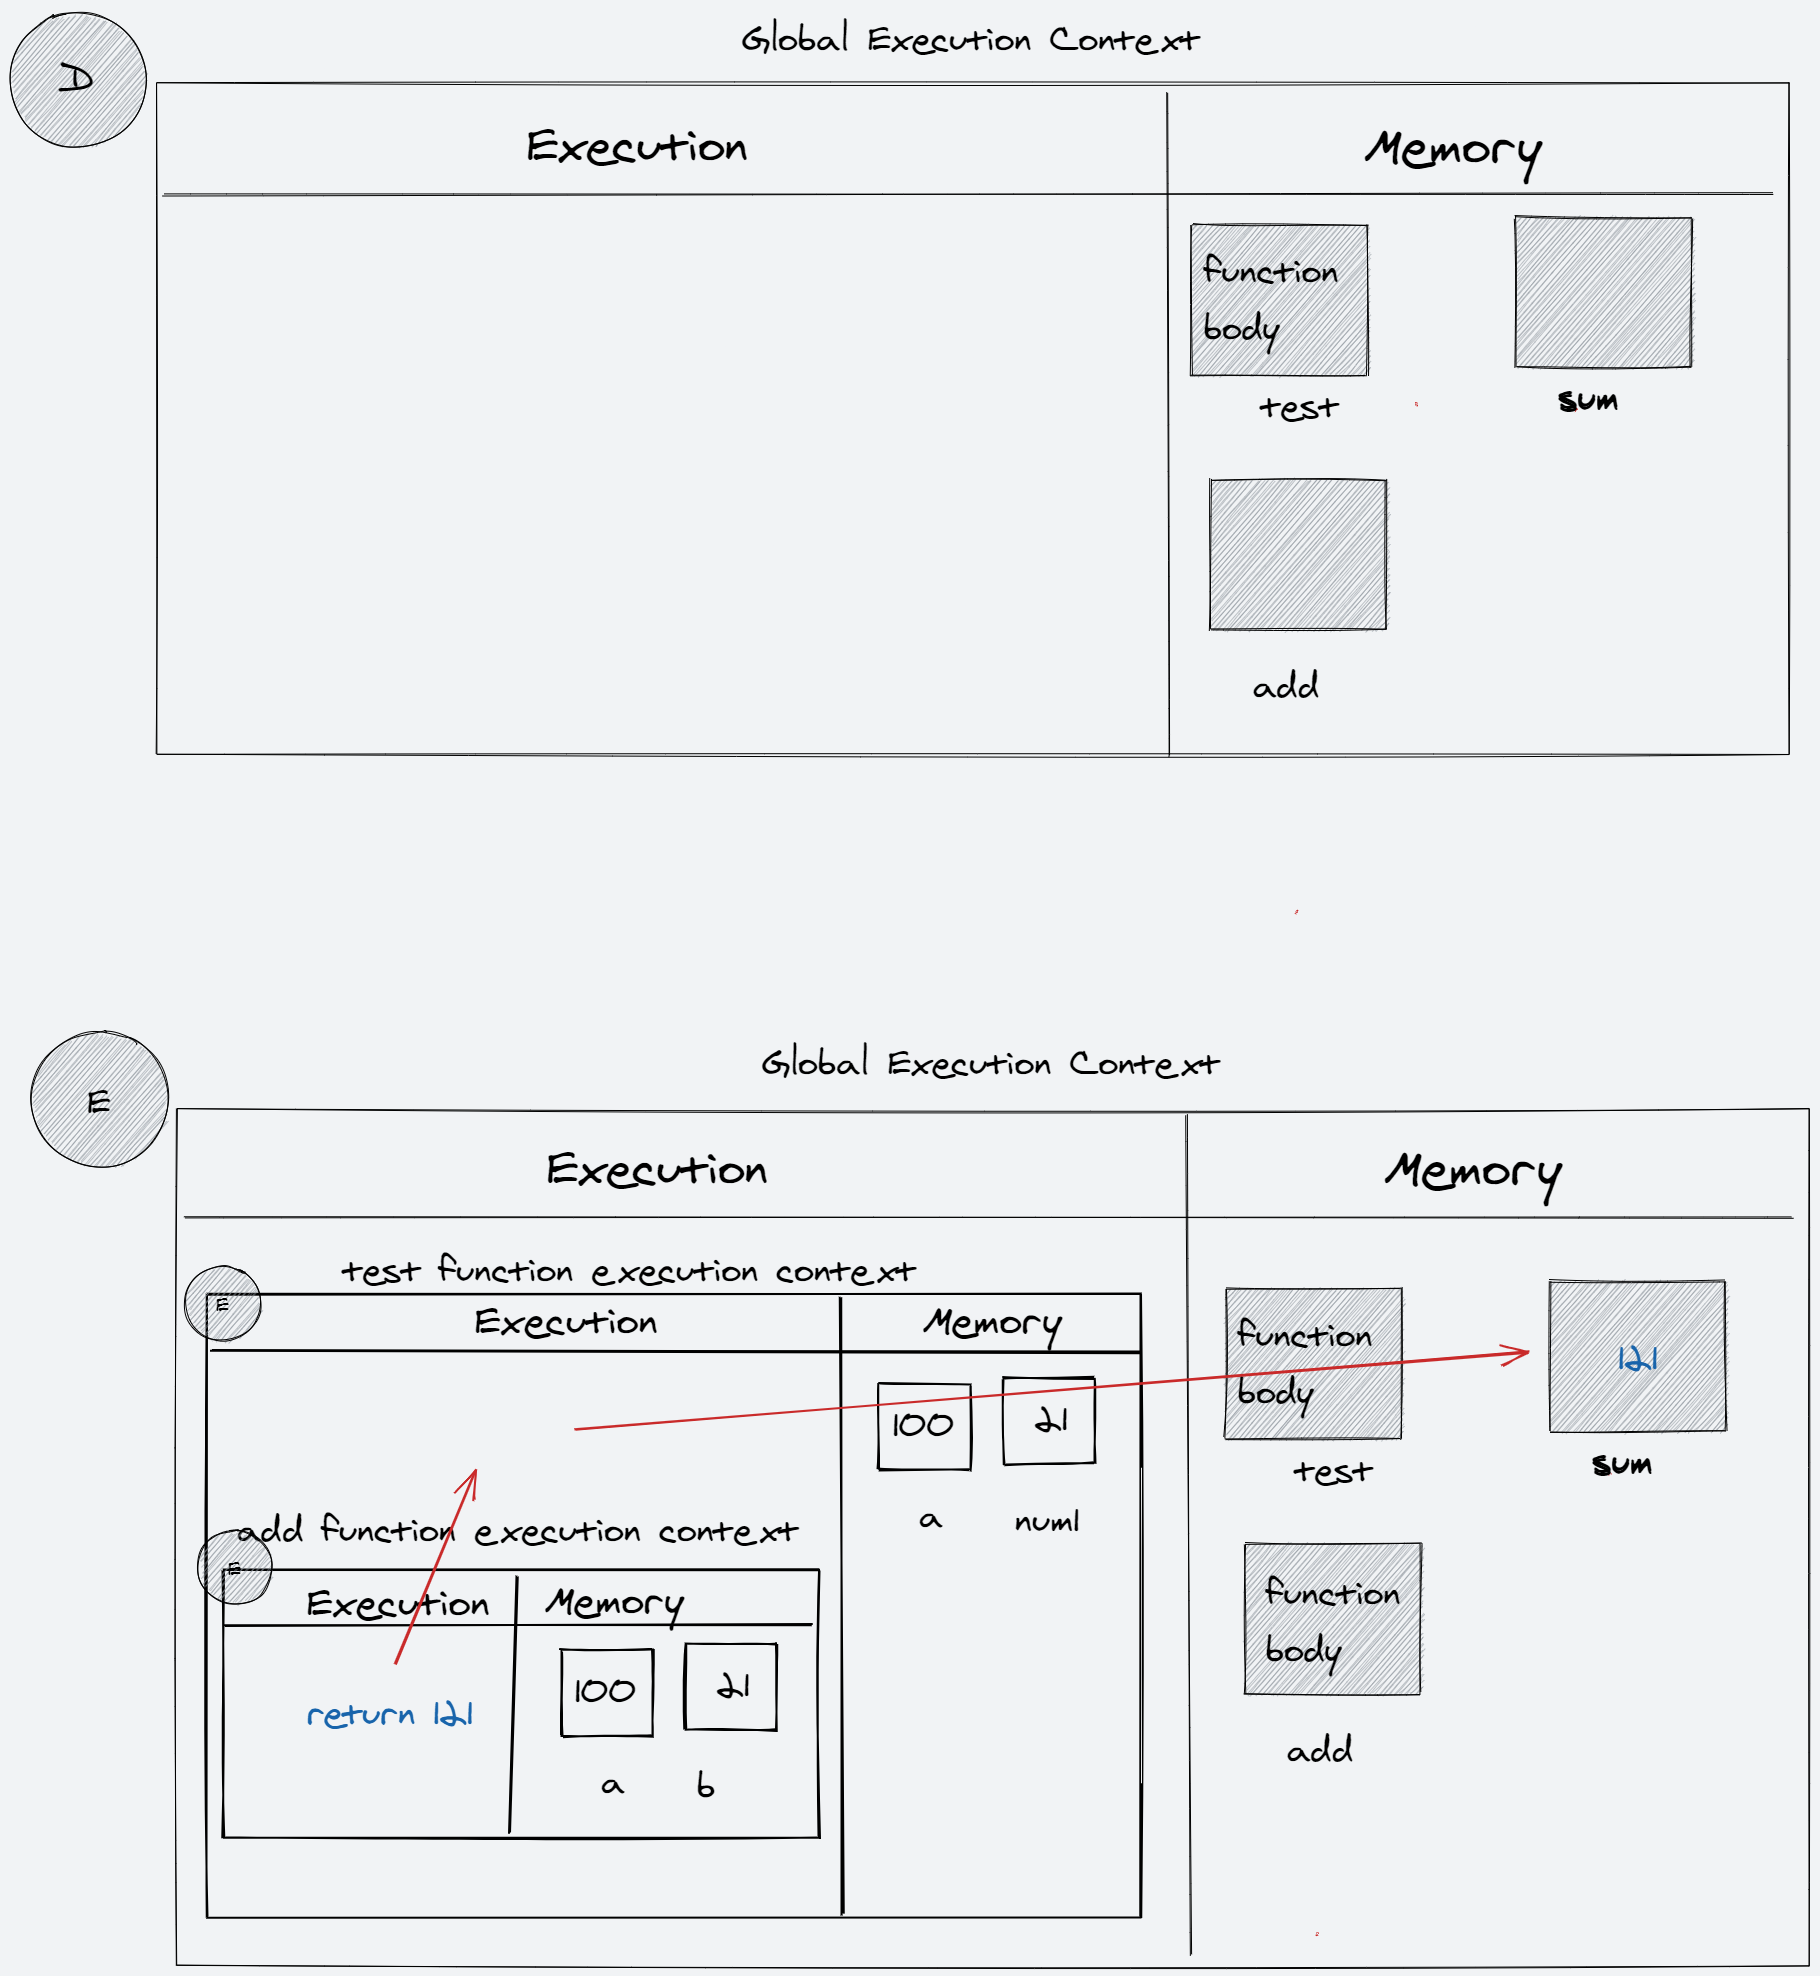 D
Global Execution Context
Execution
Memory
function
body
test
sum
add
E
Global Execution Context
Execution
Memory
test function execution context
E
Execution
Memory
100
21
a
num1
function
body
test
121
sum
add function execution context
E
Execution
Memory
return 121
100
21
a
b
function
body
add